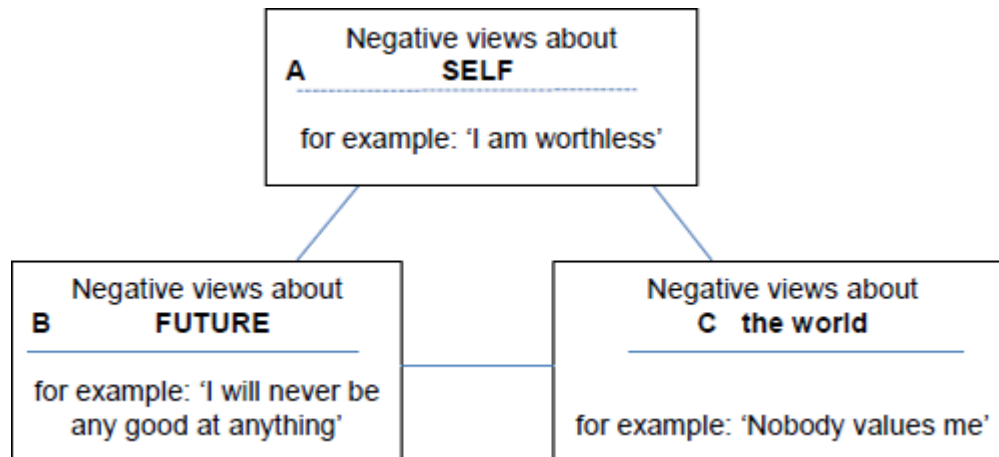 Negative views about
A SELF
for example: ‘I am worthless’
Negative views about
B FUTURE
for example: ‘I will never be
any good at anything’
Negative views about
C the world
for example: ‘Nobody values me’